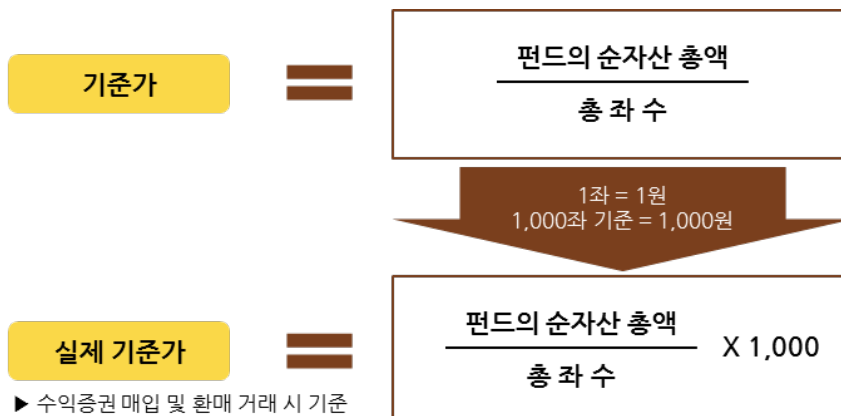 기준가
펀드의 순자산 총액
총 좌 수
1좌 = 1원
1,000좌 기준 = 1,000원
실제 기준가
펀드의 순자산 총액
총 좌 수
X 1,000
▶ 수익증권 매입 및 환매 거래 시 기준